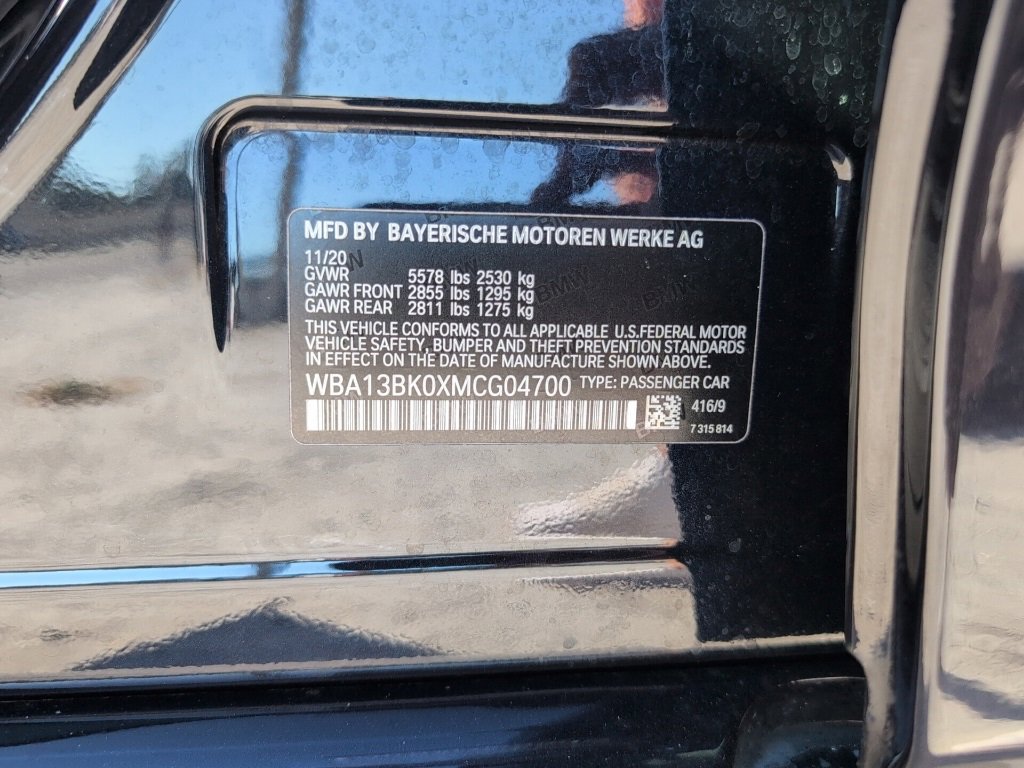 MFD BY BAYERISCHE MOTOREN WERKE AG
11/20
GVWR 5578 lbs 2530 kg
GAWR FRONT 2855 lbs 1295 kg
GAWR REAR 2811 lbs 1275 kg
THIS VEHICLE CONFORMS TO ALL APPLICABLE U.S.FEDERAL MOTOR
VEHICLE SAFETY, BUMPER AND THEFT PREVENTION STANDARDS
IN EFFECT ON THE DATE OF MANUFACTURE SHOWN ABOVE.
WBA13BK0XMCG04700 TYPE: PASSENGER CAR
416/9
7 315 814
BMW
BMW
BMW